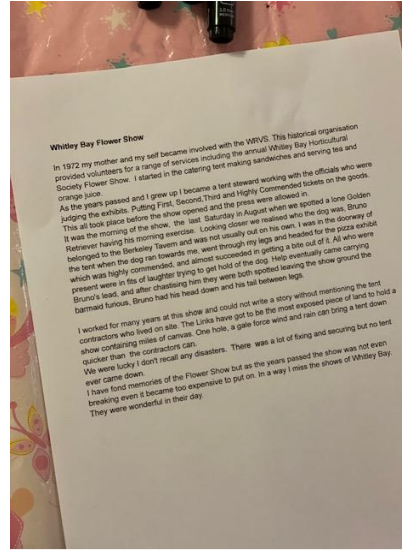 Whitley Bay Flower Show
In 1972 my mother and my self became involved with the WRVS. This historical organisation
provided volunteers for a range of services including the annual Whitley Bay Horticultural
Society Flower Show. I started in the catering tent making sandwiches and serving tea and
orange juice.
As the years passed and I grew up I became a tent steward working with the officials who were
judging the exhibits. Putting First, Second,Third and Highly Commended tickets on the goods.
This all took place before the show opened and the press were allowed in.
It was the morning of the show, the last Saturday in August when we spotted a lone Golden
Retriever having his morning exercise. Looking closer we realised who the dog was, Bruno
belonged to the Berkeley Tavern and was not usually out on his own. I was in the doorway of
the tent when the dog ran towards me, went through my legs and headed for the pizza exhibit
which was highly commended, and almost succeeded in getting a bite out of it. All who were
present were in fits of laughter trying to get hold of the dog. Help eventually came carrying
Bruno's lead, and after chastising him they were both spotted leaving the show ground the
barmaid furious, Bruno had his head down and his tail between legs.
I worked for many years at this show and could not write a story without mentioning the tent
contractors who lived on site. The Links have got to be the most exposed piece of land to hold a
show containing miles of canvas. One hole, a gale force wind and rain can bring a tent down
quicker than the contractors can.
We were lucky I don't recall any disasters. There was a lot of fixing and securing but no tent
ever came down.
I have fond memories of the Flower Show but as the years passed the show was not even
breaking even it became too expensive to put on. In a way I miss the shows of Whitley Bay.
They were wonderful in their day.